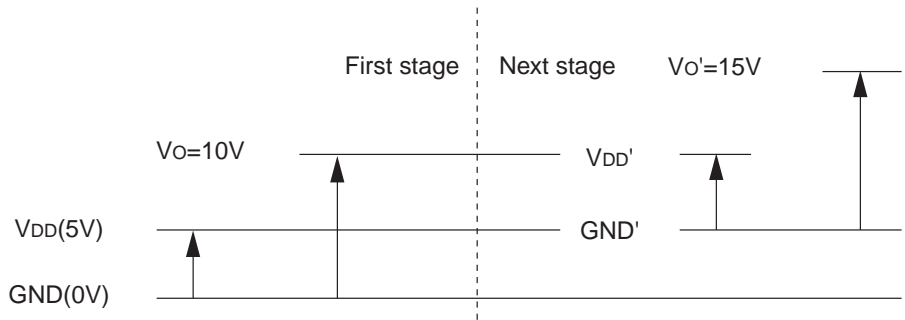 First stage
Next stage
VO'=15V
VO=10V
VDD'
VDD(5V)
GND'
GND(0V)